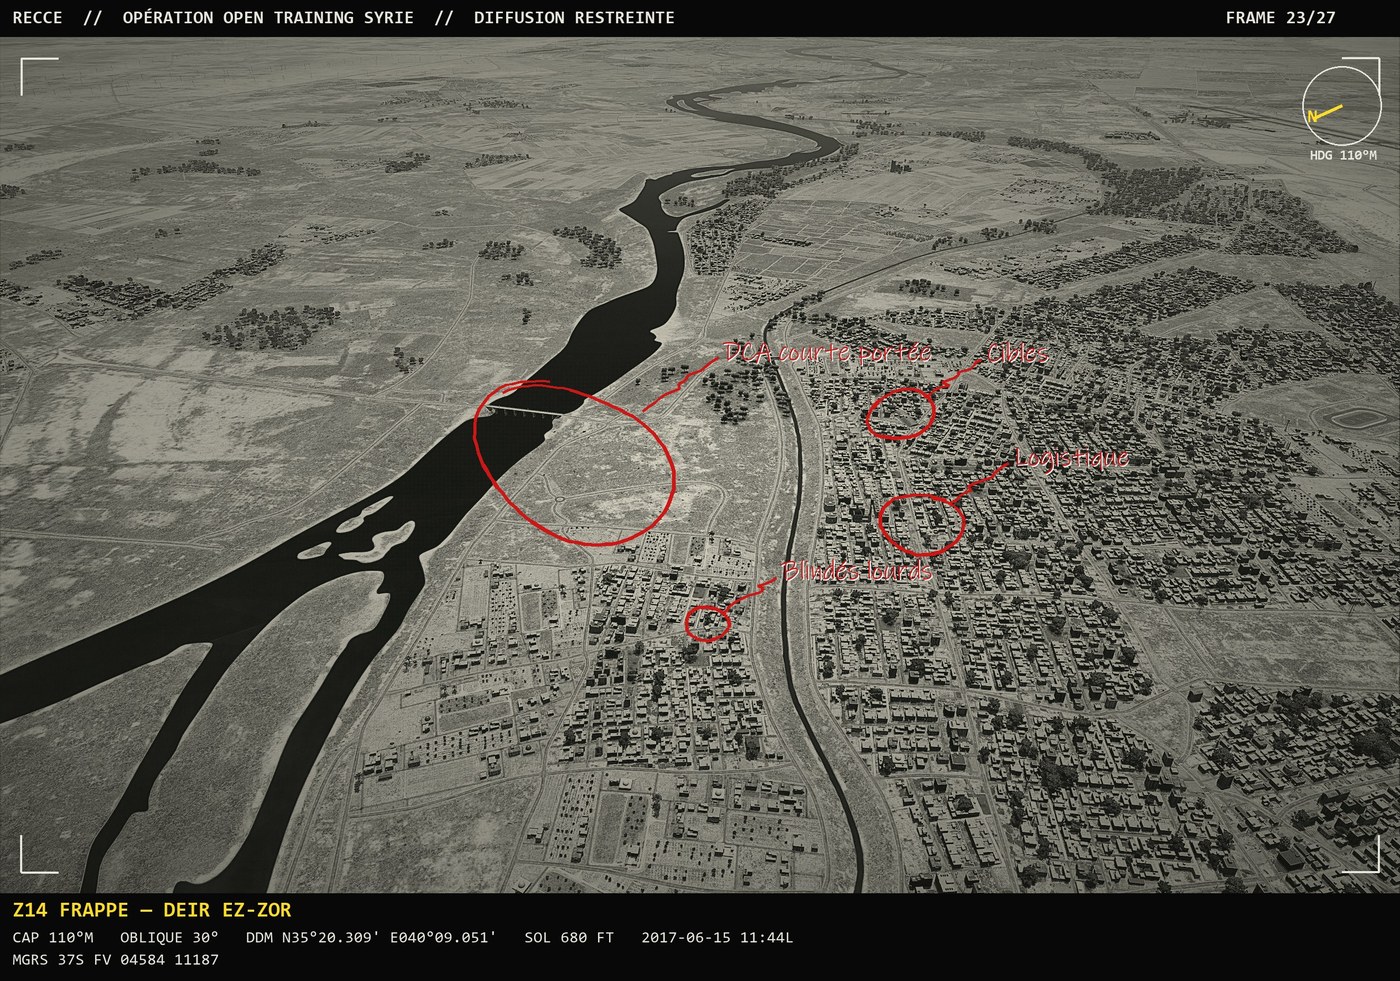 RECCE // OPÉRATION OPEN TRAINING SYRIE // DIFFUSION RESTREINTE
FRAME 23/27
N
HDG 110°M
DCA courte portée
Cibles
Logistique
Blindés lourds
Z14 FRAPPE — DEIR EZ-ZOR
CAP 110°M OBLIQUE 30° DDM N35°20.309' E040°09.051' SOL 680 FT 2017-06-15 11:44L
MGRS 37S FV 04584 11187